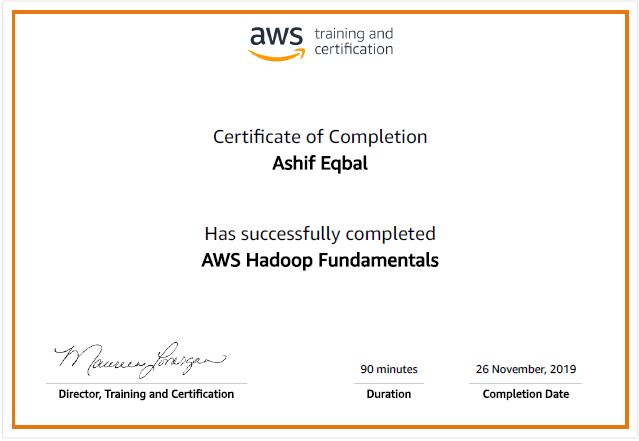 aws training and
certification
Certificate of Completion
Ashif Eqbal
Has successfully completed
AWS Hadoop Fundamentals
Maureen Lonergan
90 minutes
26 November, 2019
Director, Training and Certification
Duration
Completion Date